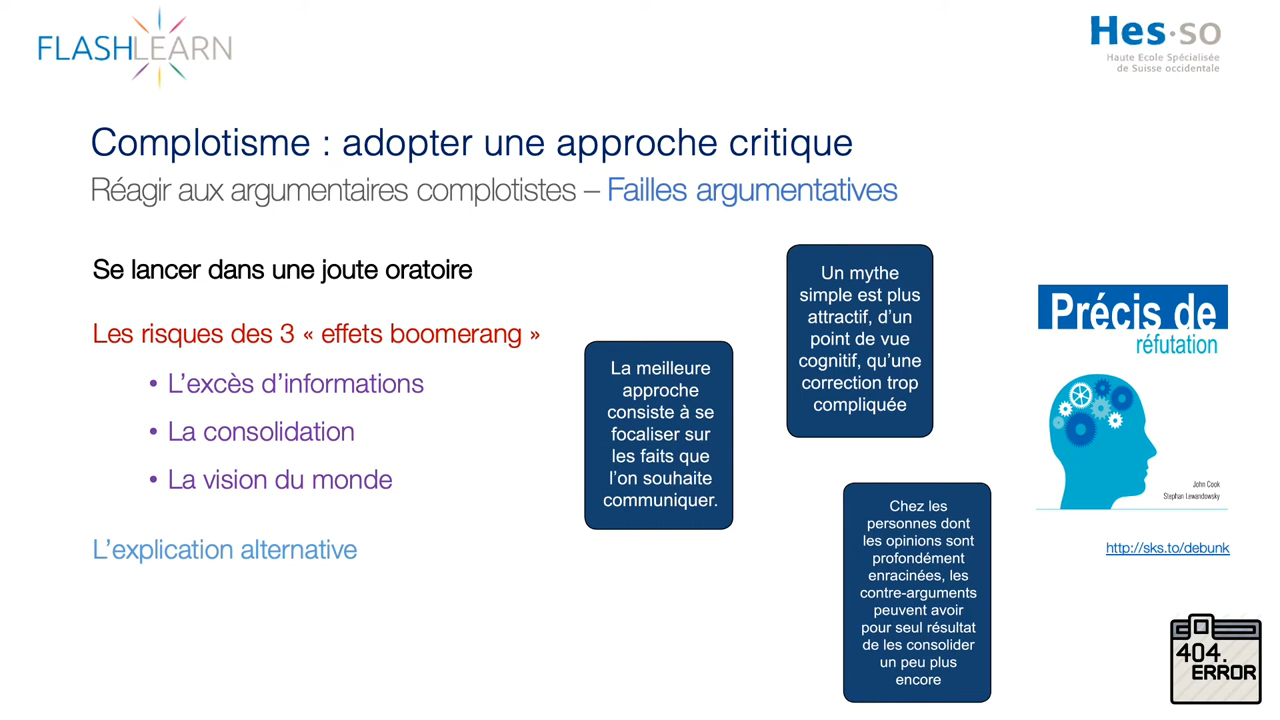 FLASHLEARN
Hes·so
Haute Ecole Spécialisée
de Suisse occidentale
Complotisme : adopter une approche critique
Réagir aux argumentaires complotistes – Failles argumentatives
Se lancer dans une joute oratoire
Les risques des 3 « effets boomerang »
• L’excès d’informations
• La consolidation
• La vision du monde
L’explication alternative
La meilleure
approche
consiste à se
focaliser sur
les faits que
l’on souhaite
communiquer.
Un mythe
simple est plus
attractif, d’un
point de vue
cognitif, qu’une
correction trop
compliquée
Chez les
personnes dont
les opinions sont
profondément
enracinées, les
contre-arguments
peuvent avoir
pour seul résultat
de les consolider
un peu plus
encore
Précis de
réfutation
John Cook
Stephan Lewandowsky
http://sks.to/debunk
404.
ERROR